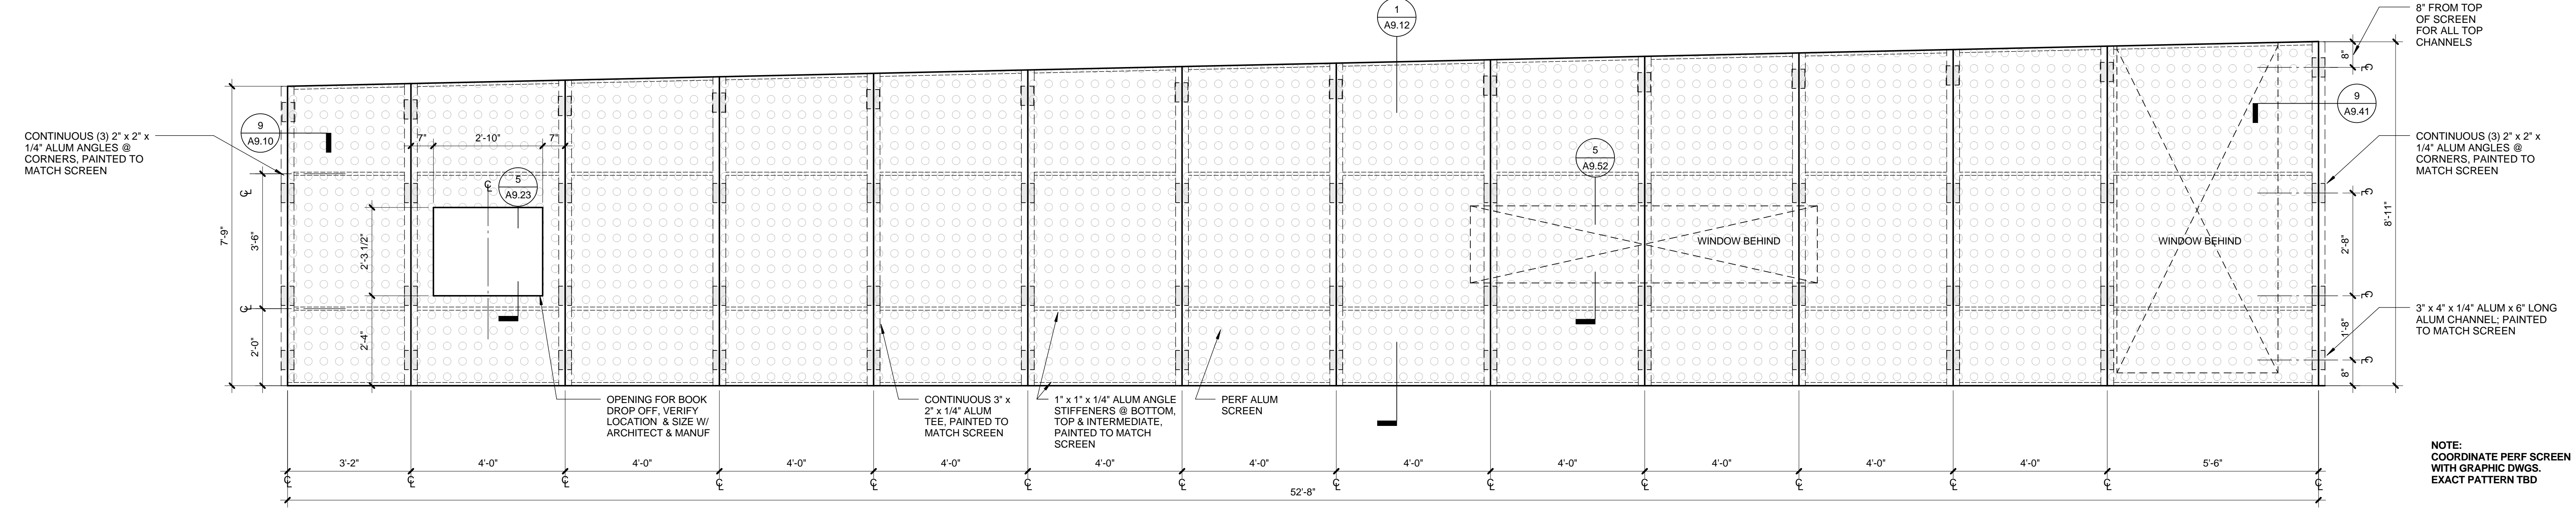 1
A9.12
8" FROM TOP
OF SCREEN
FOR ALL TOP
CHANNELS
8"
℄
9
A9.10
9
A9.41
CONTINUOUS (3) 2" x 2" x
1/4" ALUM ANGLES @
CORNERS, PAINTED TO
MATCH SCREEN
7"
2'-10"
7"
5
A9.52
CONTINUOUS (3) 2" x 2" x
1/4" ALUM ANGLES @
CORNERS, PAINTED TO
MATCH SCREEN
℄
5
A9.23
℄
℄
7'-9"
3'-6"
2'-3 1/2"
WINDOW BEHIND
WINDOW BEHIND
2'-8"
8'-11"
℄
℄
2'-0"
2'-4"
3" x 4" x 1/4" ALUM x 6" LONG
ALUM CHANNEL; PAINTED
TO MATCH SCREEN
1'-8"
℄
8"
OPENING FOR BOOK
DROP OFF, VERIFY
LOCATION & SIZE W/
ARCHITECT & MANUF
CONTINUOUS 3" x
2" x 1/4" ALUM
TEE, PAINTED TO
MATCH SCREEN
1" x 1" x 1/4" ALUM ANGLE
STIFFENERS @ BOTTOM,
TOP & INTERMEDIATE,
PAINTED TO MATCH
SCREEN
PERF ALUM
SCREEN
NOTE:
COORDINATE PERF SCREEN
WITH GRAPHIC DWGS.
EXACT PATTERN TBD
3'-2" 4'-0" 4'-0" 4'-0" 4'-0" 4'-0" 4'-0" 4'-0" 4'-0" 4'-0" 4'-0" 4'-0" 5'-6"
℄ ℄ ℄ ℄ ℄ ℄ ℄ ℄ ℄ ℄ ℄ ℄ ℄ ℄
52'-8"